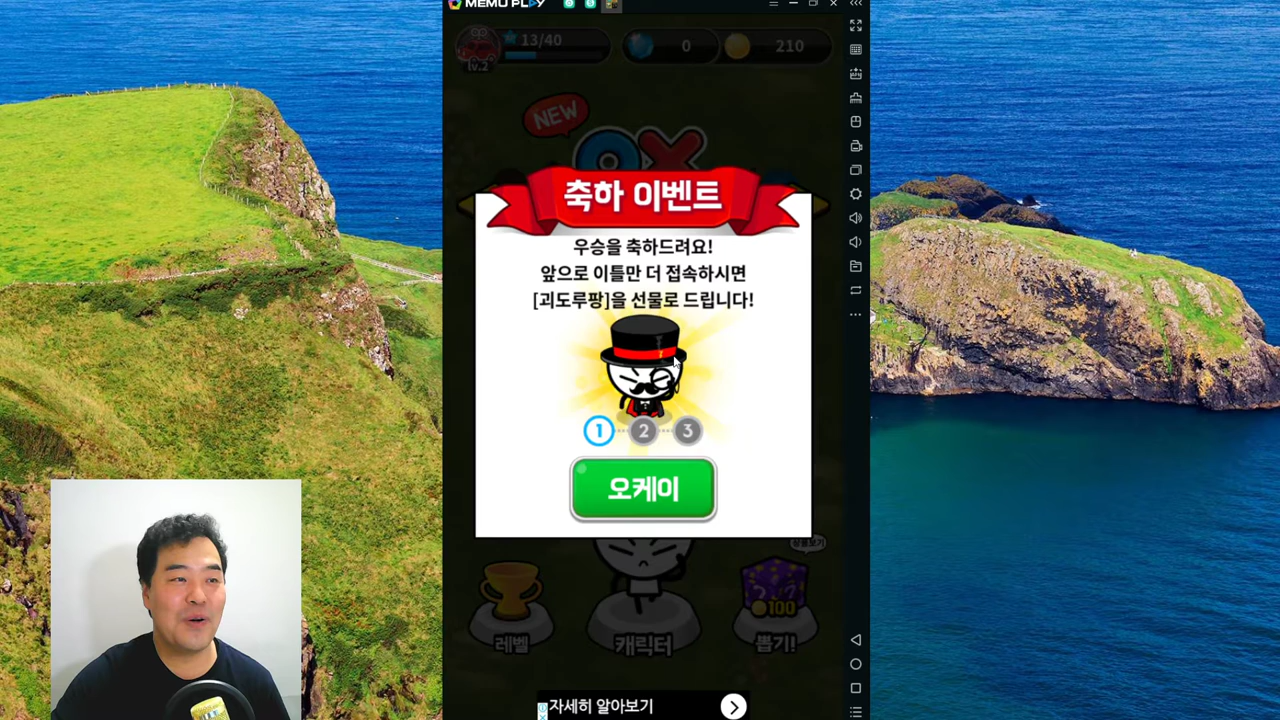 MEMU PLAY
13/40
0
210
lv.2
NEW
축하 이벤트
우승을 축하드려요!
앞으로 이틀만 더 접속하시면
[괴도루팡]을 선물로 드립니다!
1
2
3
오케이
100
레벨
캐릭터
뽑기!
자세히 알아보기